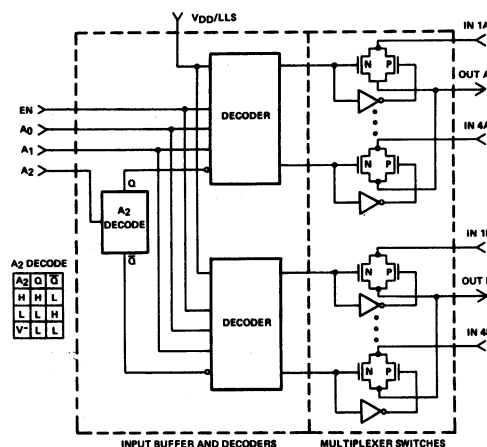 VDD/LLS
IN 1A
N P
OUT A
DECODER
EN
A0
A1
A2
IN 4A
N P
Q
A2
DECODE
Q̅
IN 1
N P
A2 DECODE
A2 Q Q̅
H H L
L L H
V- L L
OUT
DECODER
IN 4
N P
INPUT BUFFER AND DECODERS
MULTIPLEXER SWITCHES